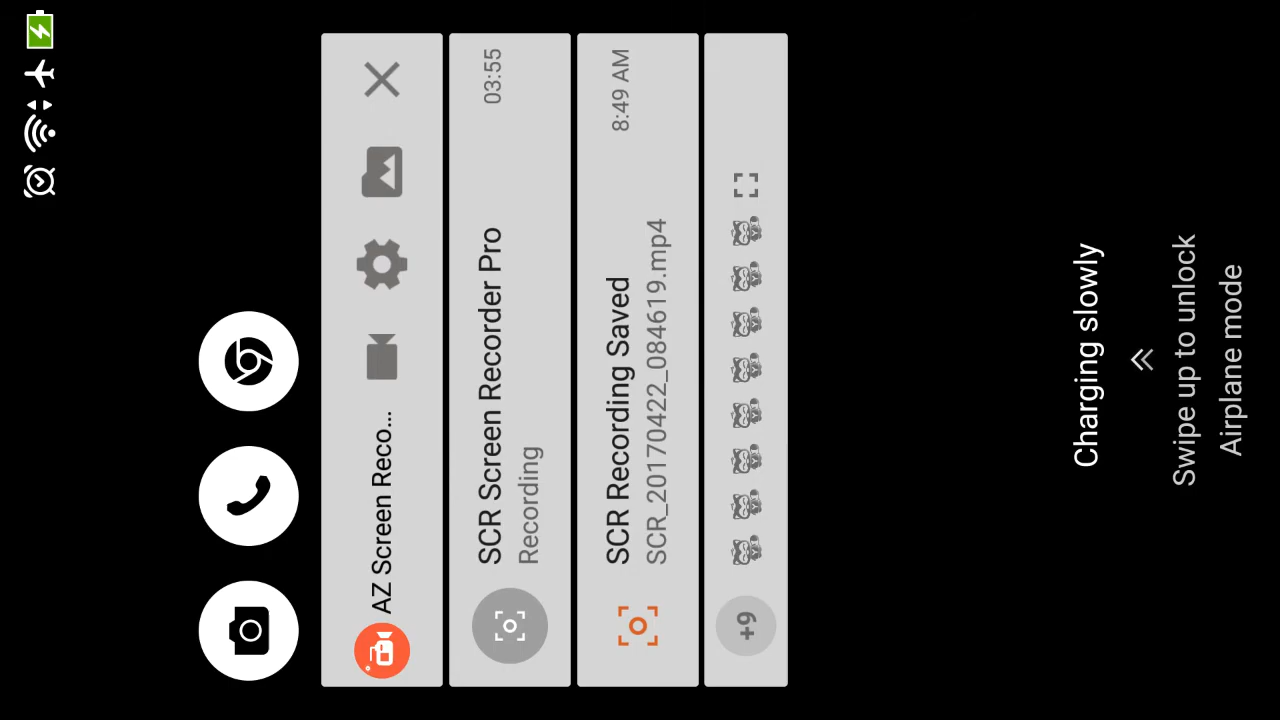 AZ Screen Reco...
SCR Screen Recorder Pro
03:55
Recording
SCR Recording Saved
8:49 AM
SCR_20170422_084619.mp4
+9
Charging slowly
Swipe up to unlock
Airplane mode